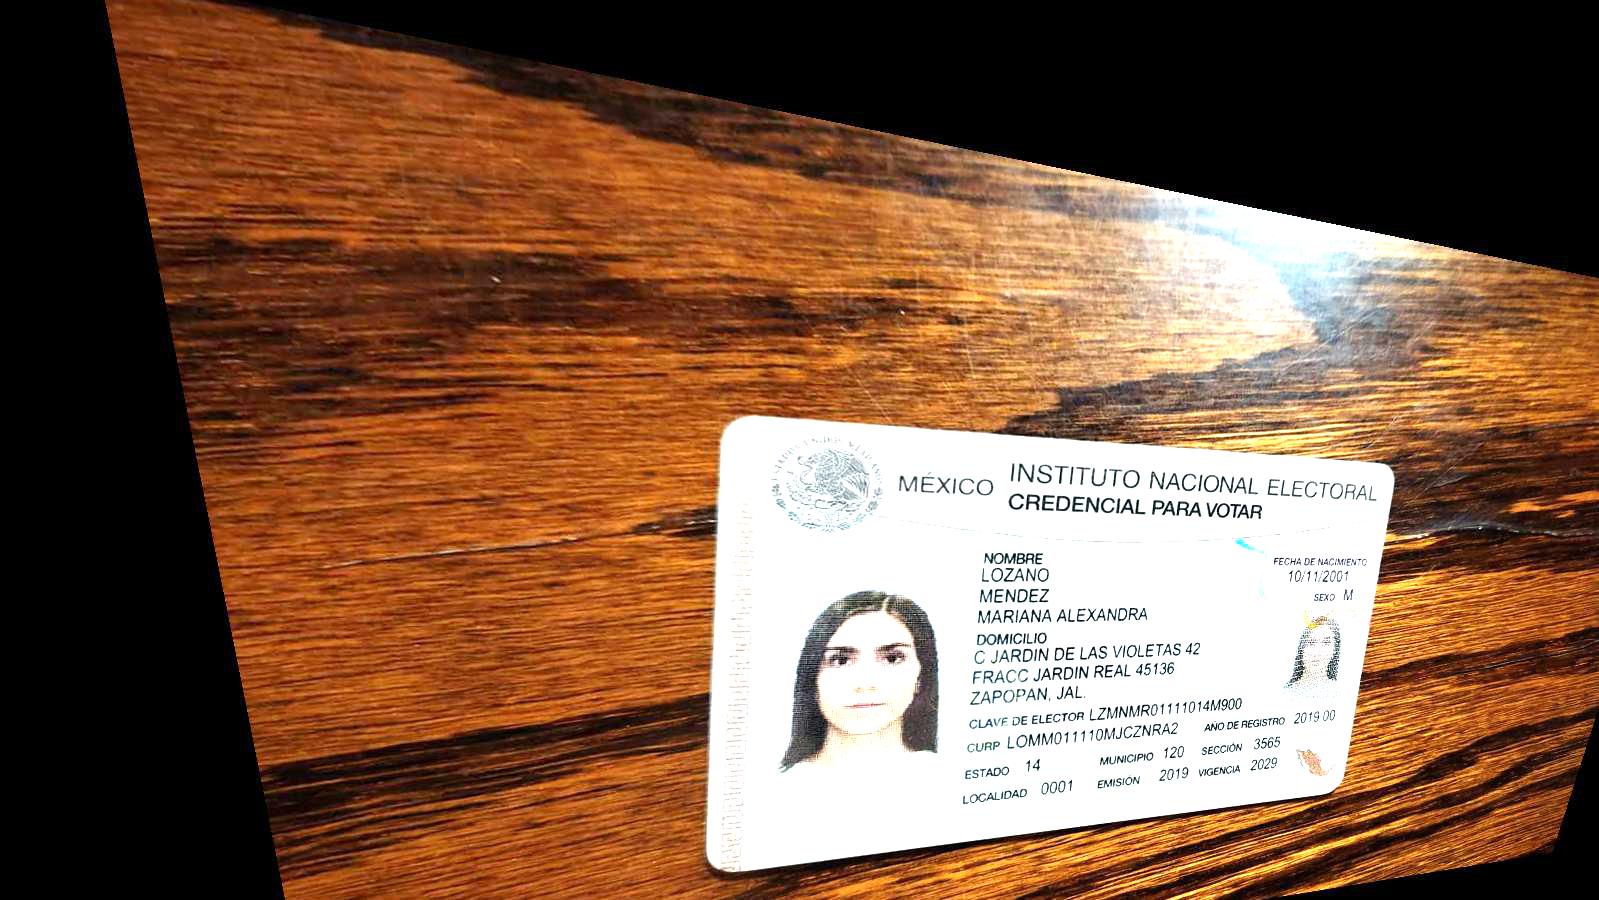 MÉXICO INSTITUTO NACIONAL ELECTORAL
CREDENCIAL PARA VOTAR
NOMBRE
LOZANO
MENDEZ
MARIANA ALEXANDRA
FECHA DE NACIMIENTO
10/11/2001
SEXO M
DOMICILIO
C JARDIN DE LAS VIOLETAS 42
FRACC JARDIN REAL 45136
ZAPOPAN, JAL.
CLAVE DE ELECTOR LZMNMR01111014M900
CURP LOMM011110MJCZNRA2 AÑO DE REGISTRO 2019 00
ESTADO 14 MUNICIPIO 120 SECCIÓN 3565
LOCALIDAD 0001 EMISIÓN 2019 VIGENCIA 2029